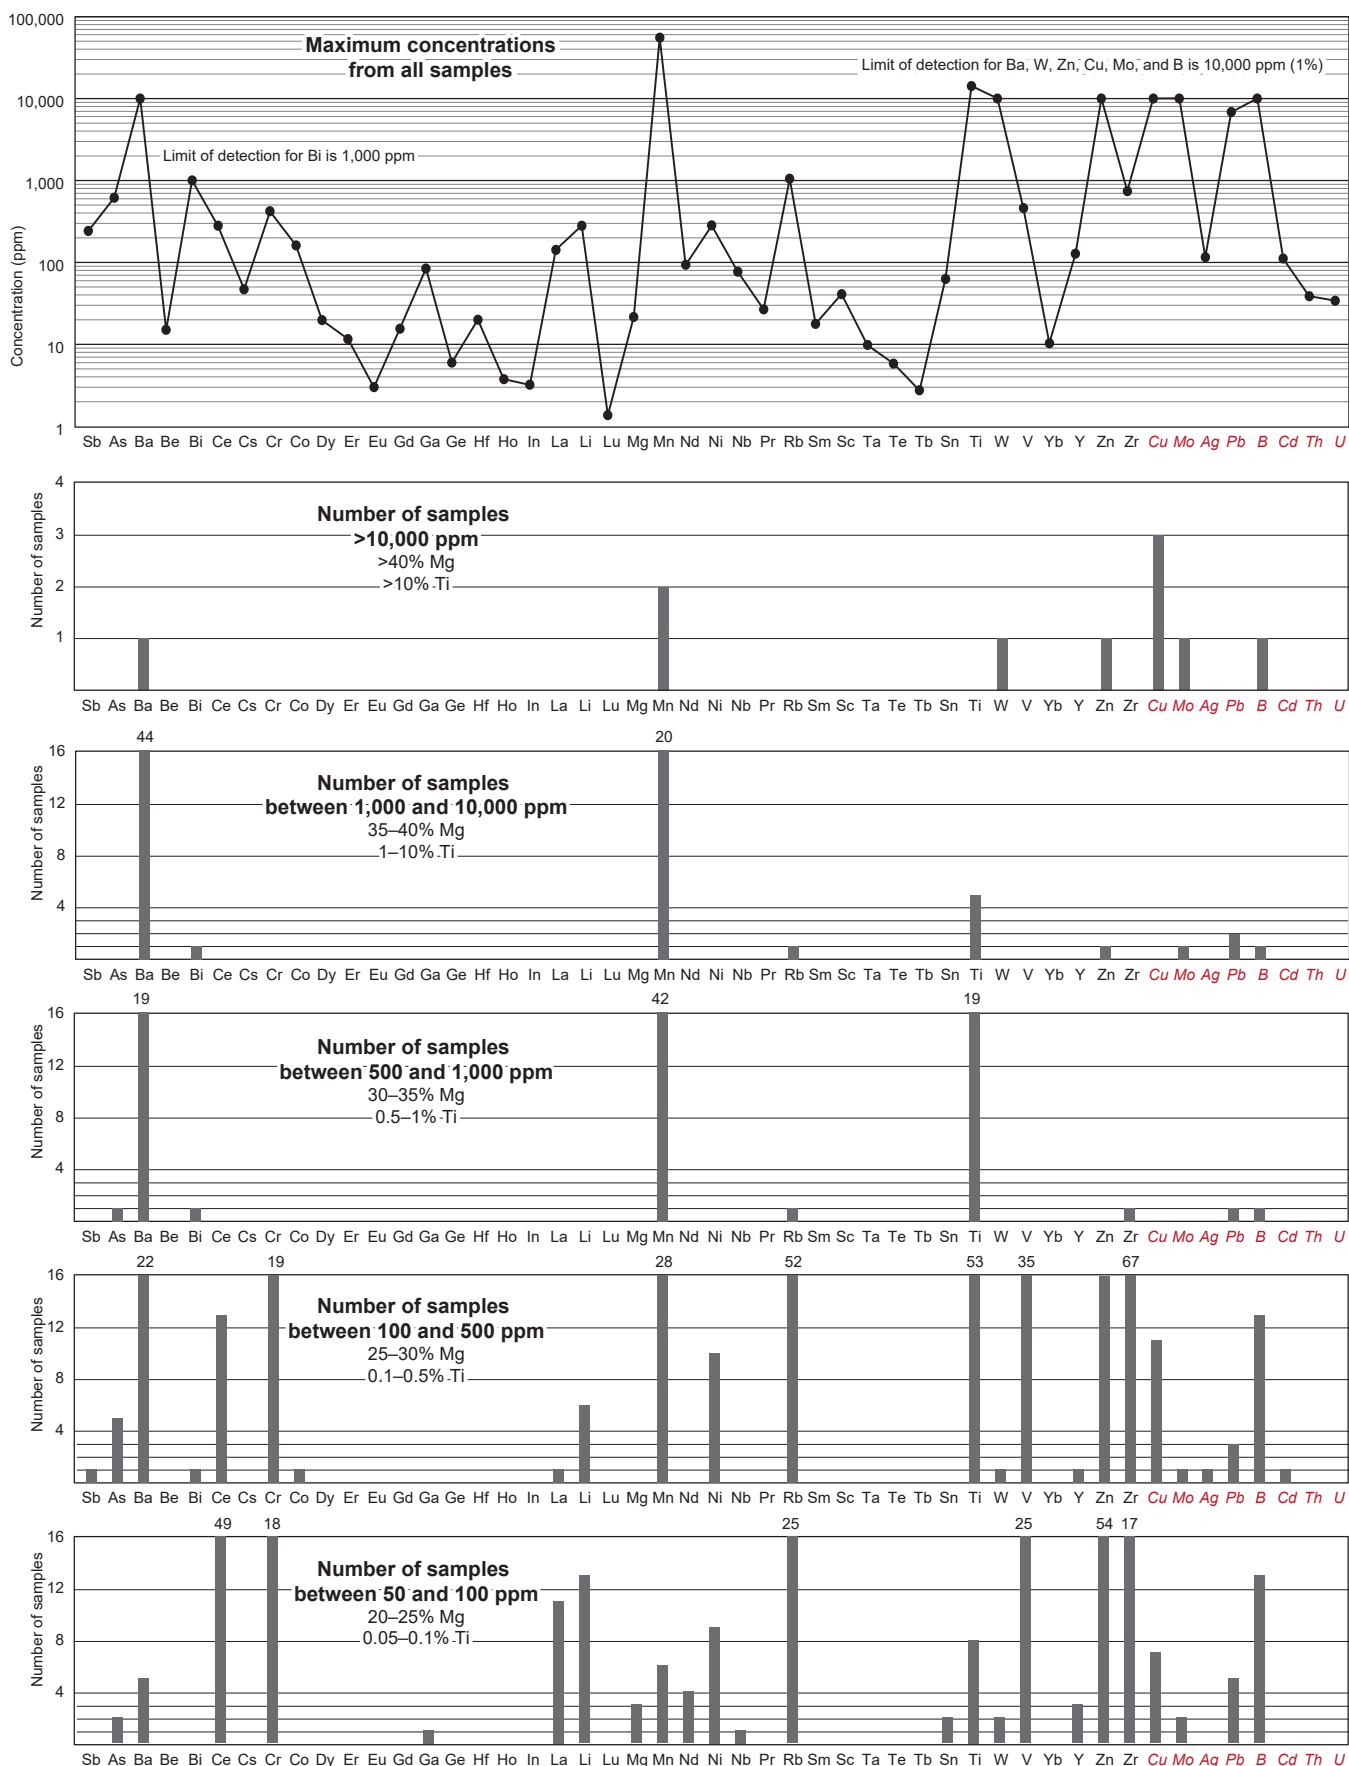 100,000
10,000
1,000
100
10
1
Concentration (ppm)
Maximum concentrations
from all samples
Limit of detection for Ba, W, Zn, Cu, Mo, and B is 10,000 ppm (1%)
Limit of detection for Bi is 1,000 ppm
Sb As Ba Be Bi Ce Cs Cr Co Dy Er Eu Gd Ga Ge Hf Ho In La Li Lu Mg Mn Nd Ni Nb Pr Rb Sm Sc Ta Te Tb Sn Ti W V Yb Y Zn Zr Cu Mo Ag Pb B Cd Th U
4
3
2
1
Number of samples
Number of samples
>10,000 ppm
>40% Mg
>10% Ti
Sb As Ba Be Bi Ce Cs Cr Co Dy Er Eu Gd Ga Ge Hf Ho In La Li Lu Mg Mn Nd Ni Nb Pr Rb Sm Sc Ta Te Tb Sn Ti W V Yb Y Zn Zr Cu Mo Ag Pb B Cd Th U
44 20
16
12
8
4
Number of samples
Number of samples
between 1,000 and 10,000 ppm
35–40% Mg
1–10% Ti
Sb As Ba Be Bi Ce Cs Cr Co Dy Er Eu Gd Ga Ge Hf Ho In La Li Lu Mg Mn Nd Ni Nb Pr Rb Sm Sc Ta Te Tb Sn Ti W V Yb Y Zn Zr Cu Mo Ag Pb B Cd Th U
19 42 19
16
12
8
4
Number of samples
Number of samples
between 500 and 1,000 ppm
30–35% Mg
0.5–1% Ti
Sb As Ba Be Bi Ce Cs Cr Co Dy Er Eu Gd Ga Ge Hf Ho In La Li Lu Mg Mn Nd Ni Nb Pr Rb Sm Sc Ta Te Tb Sn Ti W V Yb Y Zn Zr Cu Mo Ag Pb B Cd Th U
22 19 28 52 53 35 67
16
12
8
4
Number of samples
Number of samples
between 100 and 500 ppm
25–30% Mg
0.1–0.5% Ti
Sb As Ba Be Bi Ce Cs Cr Co Dy Er Eu Gd Ga Ge Hf Ho In La Li Lu Mg Mn Nd Ni Nb Pr Rb Sm Sc Ta Te Tb Sn Ti W V Yb Y Zn Zr Cu Mo Ag Pb B Cd Th U
49 18 25 25 54 17
16
12
8
4
Number of samples
Number of samples
between 50 and 100 ppm
20–25% Mg
0.05–0.1% Ti
Sb As Ba Be Bi Ce Cs Cr Co Dy Er Eu Gd Ga Ge Hf Ho In La Li Lu Mg Mn Nd Ni Nb Pr Rb Sm Sc Ta Te Tb Sn Ti W V Yb Y Zn Zr Cu Mo Ag Pb B Cd Th U